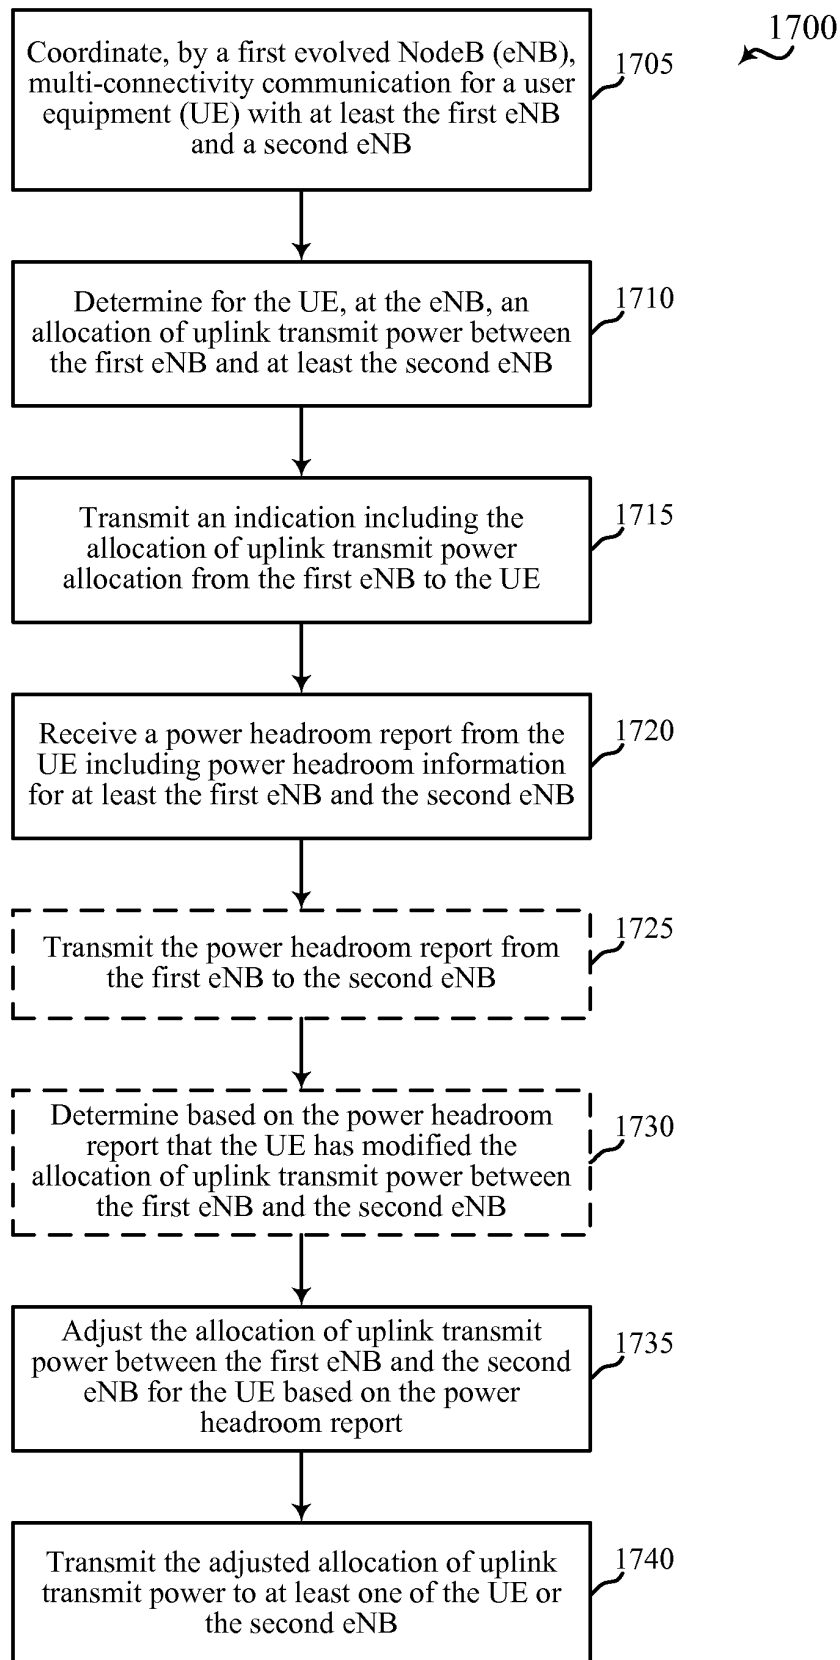 1700
Coordinate, by a first evolved NodeB (eNB),
multi-connectivity communication for a user
equipment (UE) with at least the first eNB
and a second eNB
1705
Determine for the UE, at the eNB, an
allocation of uplink transmit power between
the first eNB and at least the second eNB
1710
Transmit an indication including the
allocation of uplink transmit power
allocation from the first eNB to the UE
1715
Receive a power headroom report from the
UE including power headroom information
for at least the first eNB and the second eNB
1720
Transmit the power headroom report from
the first eNB to the second eNB
1725
Determine based on the power headroom
report that the UE has modified the
allocation of uplink transmit power between
the first eNB and the second eNB
1730
Adjust the allocation of uplink transmit
power between the first eNB and the second
eNB for the UE based on the power
headroom report
1735
Transmit the adjusted allocation of uplink
transmit power to at least one of the UE or
the second eNB
1740